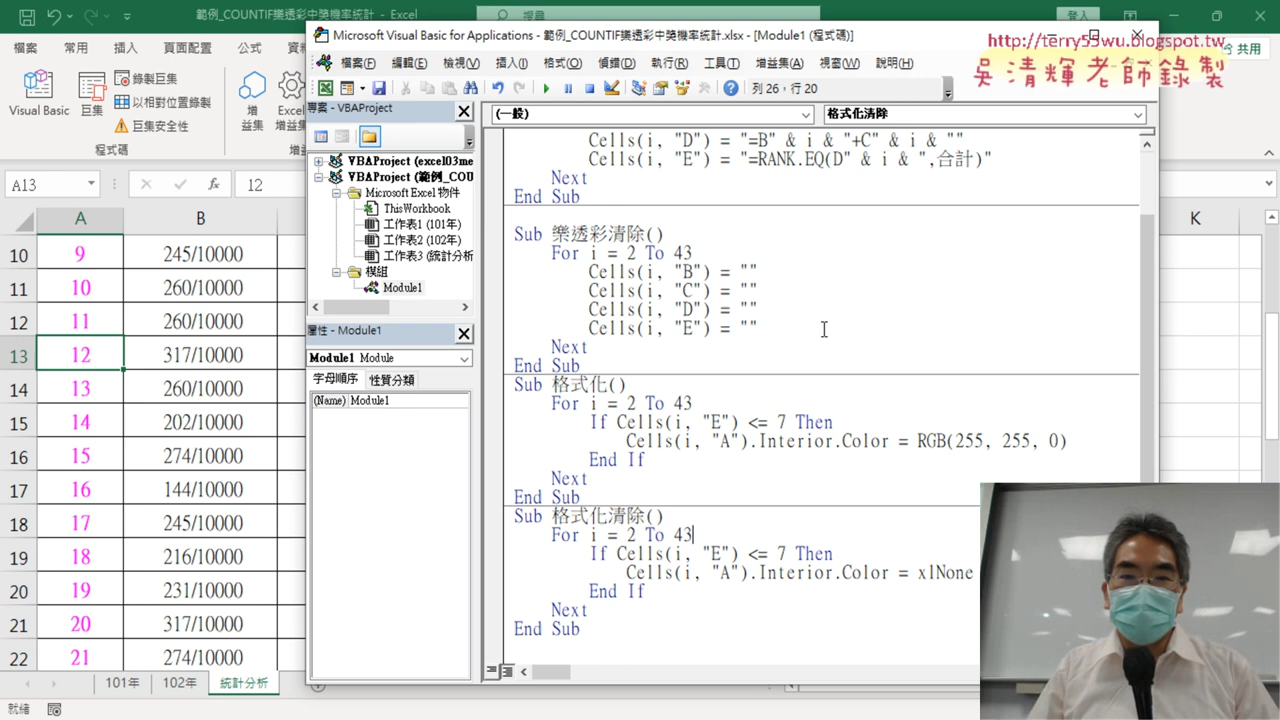 範例_COUNTIF樂透彩中獎機率統計 - Excel
搜尋
登入
Microsoft Visual Basic for Applications - 範例_COUNTIF樂透彩中獎機率統計.xlsx - [Module1 (程式碼)]
http://terry55wu.blogspot.tw
吳清輝老師錄製
檔案 常用 插入 頁面配置 公式
共用
檔案(F) 編輯(E) 檢視(V) 插入(I) 格式(O) 偵錯(D) 執行(R) 工具(T) 增益集(A) 視窗(W) 說明(H)
列 26，行 20
Visual Basic
巨集
錄製巨集
以相對位置錄製
巨集安全性
增益集
Excel
增益集
程式碼
專案 - VBAProject
VBAProject (excel03me
VBAProject (範例_COU
Microsoft Excel 物件
ThisWorkbook
工作表1 (101年)
工作表2 (102年)
工作表3 (統計分析
模組
Module1
屬性 - Module1
Module1 Module
字母順序 性質分類
(Name) Module1
(一般)
格式化清除
Cells(i, "D") = "=B" & i & "+C" & i & ""
Cells(i, "E") = "=RANK.EQ(D" & i & ",合計)"
Next
End Sub
Sub 樂透彩清除()
For i = 2 To 43
Cells(i, "B") = ""
Cells(i, "C") = ""
Cells(i, "D") = ""
Cells(i, "E") = ""
Next
End Sub
Sub 格式化()
For i = 2 To 43
If Cells(i, "E") <= 7 Then
Cells(i, "A").Interior.Color = RGB(255, 255, 0)
End If
Next
End Sub
Sub 格式化清除()
For i = 2 To 43
If Cells(i, "E") <= 7 Then
Cells(i, "A").Interior.Color = xlNone
End If
Next
End Sub
A13
fx
12
A B K
10 9 245/10000
11 10 260/10000
12 11 260/10000
13 12 317/10000
14 13 260/10000
15 14 202/10000
16 15 274/10000
17 16 144/10000
18 17 245/10000
19 18 216/10000
20 19 231/10000
21 20 317/10000
22 21 274/10000
101年 102年 統計分析
就緒